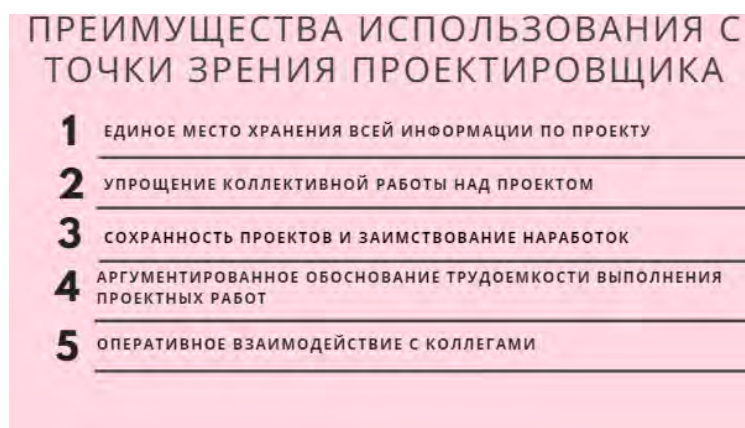 ПРЕИМУЩЕСТВА ИСПОЛЬЗОВАНИЯ С
ТОЧКИ ЗРЕНИЯ ПРОЕКТИРОВЩИКА
1 ЕДИНОЕ МЕСТО ХРАНЕНИЯ ВСЕЙ ИНФОРМАЦИИ ПО ПРОЕКТУ
2 УПРОЩЕНИЕ КОЛЛЕКТИВНОЙ РАБОТЫ НАД ПРОЕКТОМ
3 СОХРАННОСТЬ ПРОЕКТОВ И ЗАИМСТВОВАНИЕ НАРАБОТОК
4 АРГУМЕНТИРОВАННОЕ ОБОСНОВАНИЕ ТРУДОЕМКОСТИ ВЫПОЛНЕНИЯ
ПРОЕКТНЫХ РАБОТ
5 ОПЕРАТИВНОЕ ВЗАИМОДЕЙСТВИЕ С КОЛЛЕГАМИ